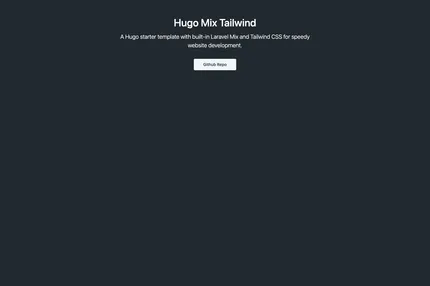 Hugo Mix Tailwind
A Hugo starter template with built-in Laravel Mix and Tailwind CSS for speedy
website development.
Github Repo